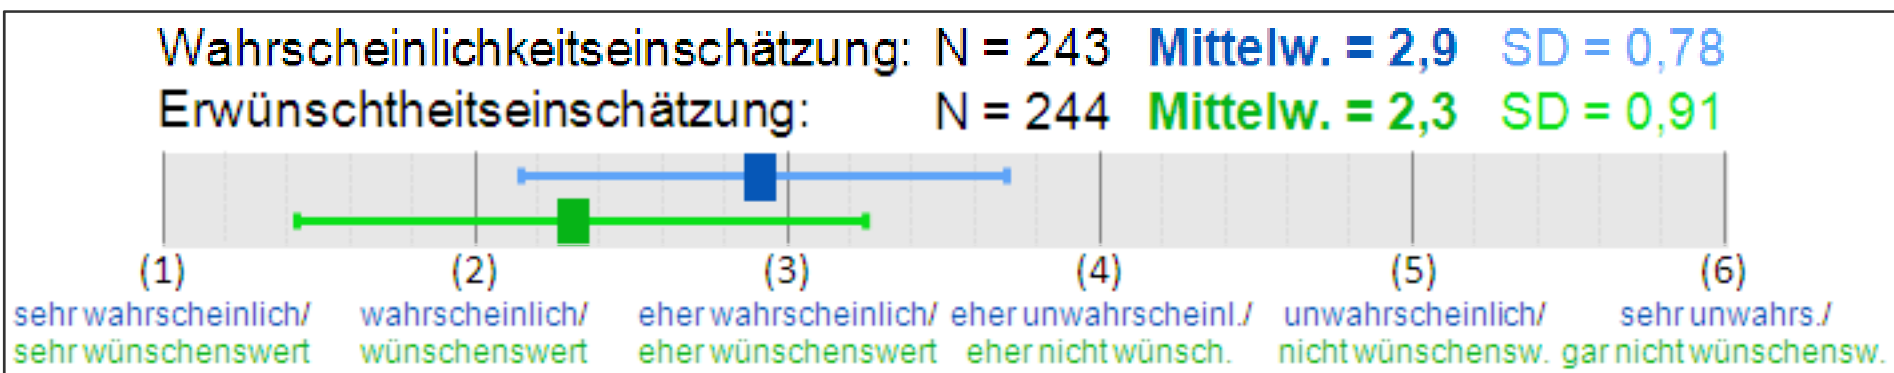 Wahrscheinlichkeitseinschätzung: N = 243 Mittelw. = 2,9 SD = 0,78
Erwünschtheitseinschätzung: N = 244 Mittelw. = 2,3 SD = 0,91
(1) (2) (3) (4) (5) (6)
sehr wahrscheinlich/ wahrscheinlich/ eher wahrscheinlich/ eher unwahrscheinl./ unwahrscheinlich/ sehr unwahrs./
sehr wünschenswert wünschenswert eher wünschenswert eher nicht wünsch. nicht wünschensw. gar nicht wünschensw.